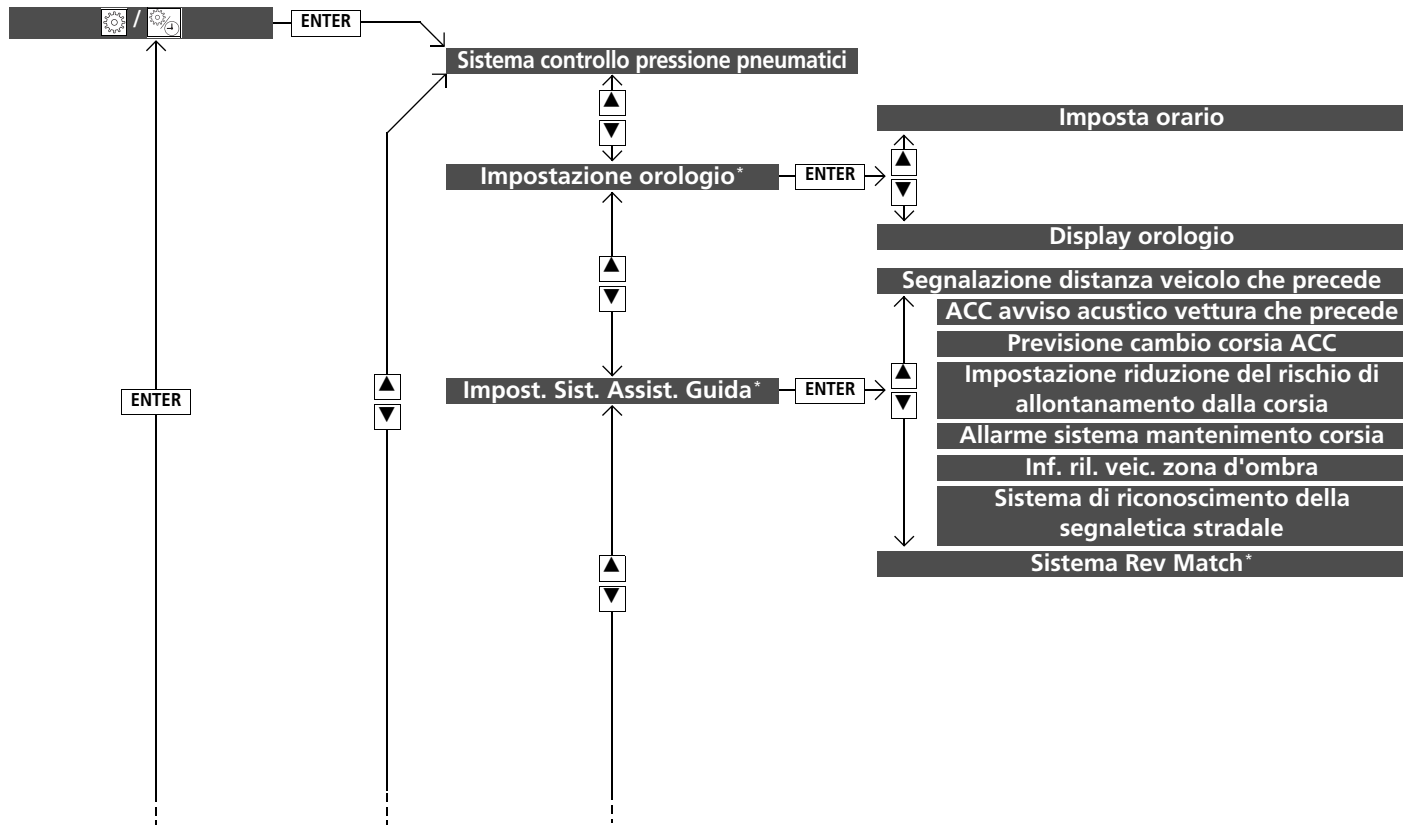 /
ENTER
Sistema controllo pressione pneumatici
Imposta orario
Impostazione orologio*
ENTER
Display orologio
Segnalazione distanza veicolo che precede
ACC avviso acustico vettura che precede
Previsione cambio corsia ACC
Impostazione riduzione del rischio di
allontanamento dalla corsia
Impost. Sist. Assist. Guida*
ENTER
ENTER
Allarme sistema mantenimento corsia
Inf. ril. veic. zona d'ombra
Sistema di riconoscimento della
segnaletica stradale
Sistema Rev Match*